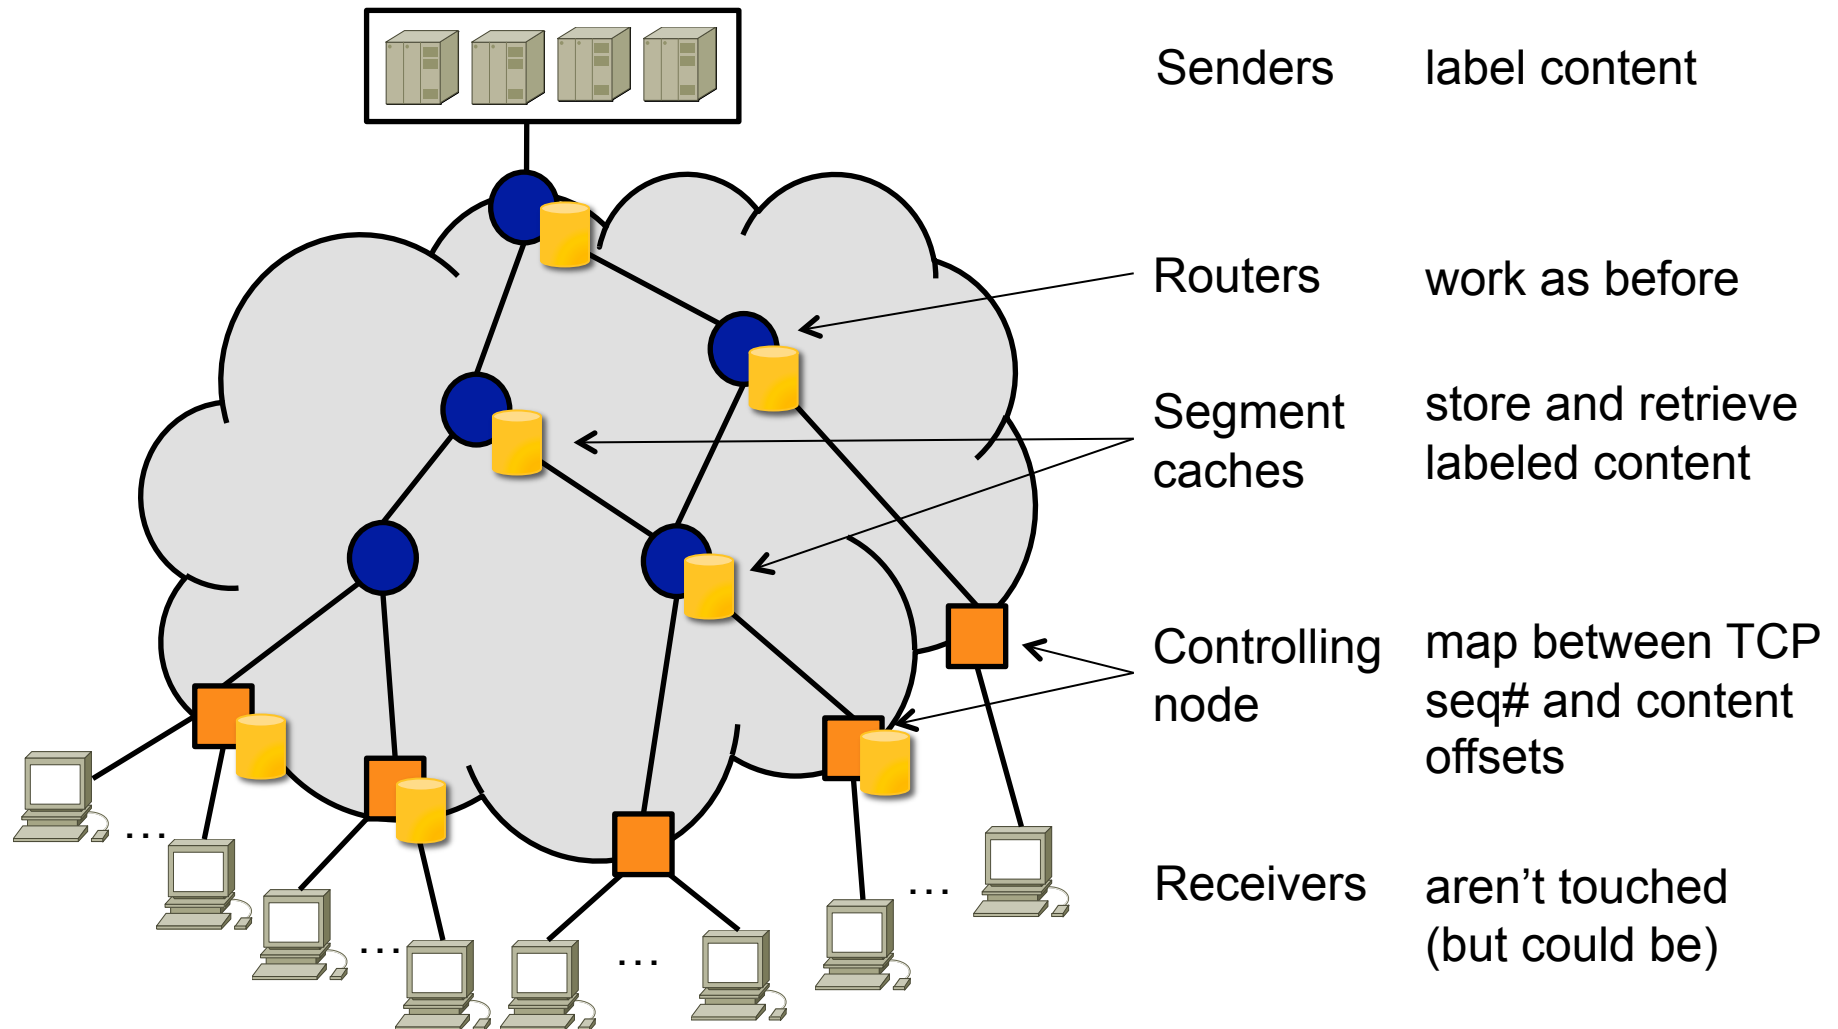 Senders label content
Routers work as before
Segment caches store and retrieve labeled content
Controlling node map between TCP seq# and content offsets
Receivers aren't touched (but could be)
...
...
...
...